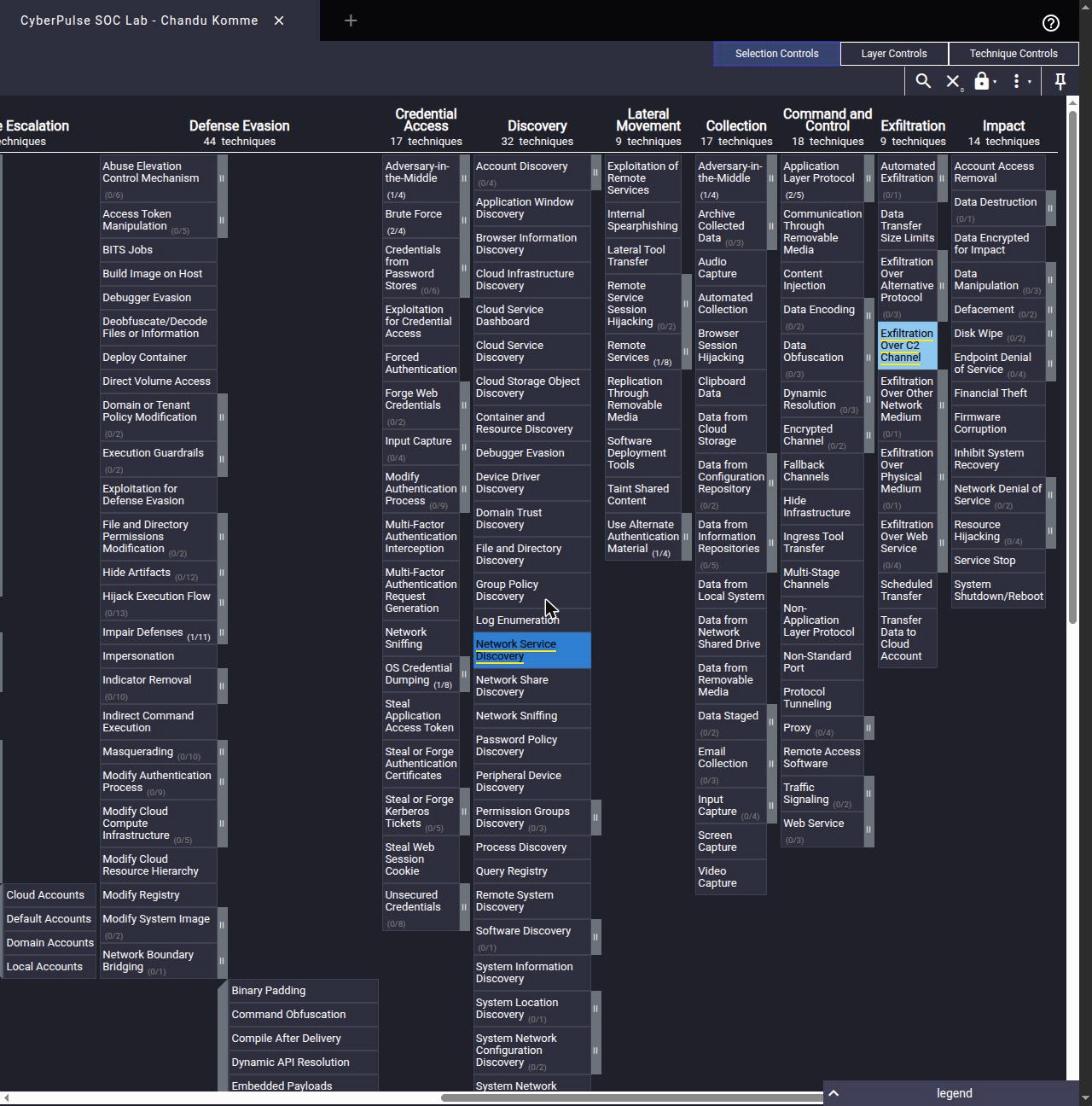 CyberPulse SOC Lab - Chandu Komme
Selection Controls
Layer Controls
Technique Controls
e Escalation
echniques
Cloud Accounts
Default Accounts
Domain Accounts
Local Accounts
Defense Evasion
44 techniques
Abuse Elevation
Control Mechanism
(0/6)
Access Token
Manipulation (0/5)
BITS Jobs
Build Image on Host
Debugger Evasion
Deobfuscate/Decode
Files or Information
Deploy Container
Direct Volume Access
Domain or Tenant
Policy Modification
(0/2)
Execution Guardrails
(0/2)
Exploitation for
Defense Evasion
File and Directory
Permissions
Modification (0/2)
Hide Artifacts (0/12)
Hijack Execution Flow
(0/13)
Impair Defenses (1/11)
Impersonation
Indicator Removal
(0/10)
Indirect Command
Execution
Masquerading (0/10)
Modify Authentication
Process (0/9)
Modify Cloud
Compute
Infrastructure (0/5)
Modify Cloud
Resource Hierarchy
Modify Registry
Modify System Image
(0/2)
Network Boundary
Bridging (0/1)
Binary Padding
Command Obfuscation
Compile After Delivery
Dynamic API Resolution
Embedded Payloads
Credential
Access
17 techniques
Adversary-in-
the-Middle
(1/4)
Brute Force
(2/4)
Credentials
from
Password
Stores (0/6)
Exploitation
for Credential
Access
Forced
Authentication
Forge Web
Credentials
(0/2)
Input Capture
(0/4)
Modify
Authentication
Process (0/9)
Multi-Factor
Authentication
Interception
Multi-Factor
Authentication
Request
Generation
Network
Sniffing
OS Credential
Dumping (1/8)
Steal
Application
Access Token
Steal or Forge
Authentication
Certificates
Steal or Forge
Kerberos
Tickets (0/5)
Steal Web
Session
Cookie
Unsecured
Credentials
(0/8)
Discovery
32 techniques
Account Discovery
(0/4)
Application Window
Discovery
Browser Information
Discovery
Cloud Infrastructure
Discovery
Cloud Service
Dashboard
Cloud Service
Discovery
Cloud Storage Object
Discovery
Container and
Resource Discovery
Debugger Evasion
Device Driver
Discovery
Domain Trust
Discovery
File and Directory
Discovery
Group Policy
Discovery
Log Enumeration
Network Service
Discovery
Network Share
Discovery
Network Sniffing
Password Policy
Discovery
Peripheral Device
Discovery
Permission Groups
Discovery (0/3)
Process Discovery
Query Registry
Remote System
Discovery
Software Discovery
(0/1)
System Information
Discovery
System Location
Discovery (0/1)
System Network
Configuration
Discovery (0/2)
System Network
Lateral
Movement
9 techniques
Exploitation of
Remote
Services
Internal
Spearphishing
Lateral Tool
Transfer
Remote
Service
Session
Hijacking (0/2)
Remote
Services (1/8)
Replication
Through
Removable
Media
Software
Deployment
Tools
Taint Shared
Content
Use Alternate
Authentication
Material (1/4)
Collection
17 techniques
Adversary-in-
the-Middle
(1/4)
Archive
Collected
Data (0/3)
Audio
Capture
Automated
Collection
Browser
Session
Hijacking
Clipboard
Data
Data from
Cloud
Storage
Data from
Configuration
Repository
(0/2)
Data from
Information
Repositories
(0/5)
Data from
Local System
Data from
Network
Shared Drive
Data from
Removable
Media
Data Staged
(0/2)
Email
Collection
(0/3)
Input
Capture (0/4)
Screen
Capture
Video
Capture
Command and
Control
18 techniques
Application
Layer Protocol
(2/5)
Communication
Through
Removable
Media
Content
Injection
Data Encoding
(0/2)
Data
Obfuscation
(0/3)
Dynamic
Resolution (0/3)
Encrypted
Channel (0/2)
Fallback
Channels
Hide
Infrastructure
Ingress Tool
Transfer
Multi-Stage
Channels
Non-
Application
Layer Protocol
Non-Standard
Port
Protocol
Tunneling
Proxy (0/4)
Remote Access
Software
Traffic
Signaling (0/2)
Web Service
(0/3)
Exfiltration
9 techniques
Automated
Exfiltration
(0/1)
Data
Transfer
Size Limits
Exfiltration
Over
Alternative
Protocol
(0/3)
Exfiltration
Over C2
Channel
Exfiltration
Over Other
Network
Medium
(0/1)
Exfiltration
Over
Physical
Medium
(0/1)
Exfiltration
Over Web
Service
(0/4)
Scheduled
Transfer
Transfer
Data to
Cloud
Account
Impact
14 techniques
Account Access
Removal
Data Destruction
(0/1)
Data Encrypted
for Impact
Data
Manipulation (0/3)
Defacement (0/2)
Disk Wipe (0/2)
Endpoint Denial
of Service (0/4)
Financial Theft
Firmware
Corruption
Inhibit System
Recovery
Network Denial of
Service (0/2)
Resource
Hijacking (0/4)
Service Stop
System
Shutdown/Reboot
legend